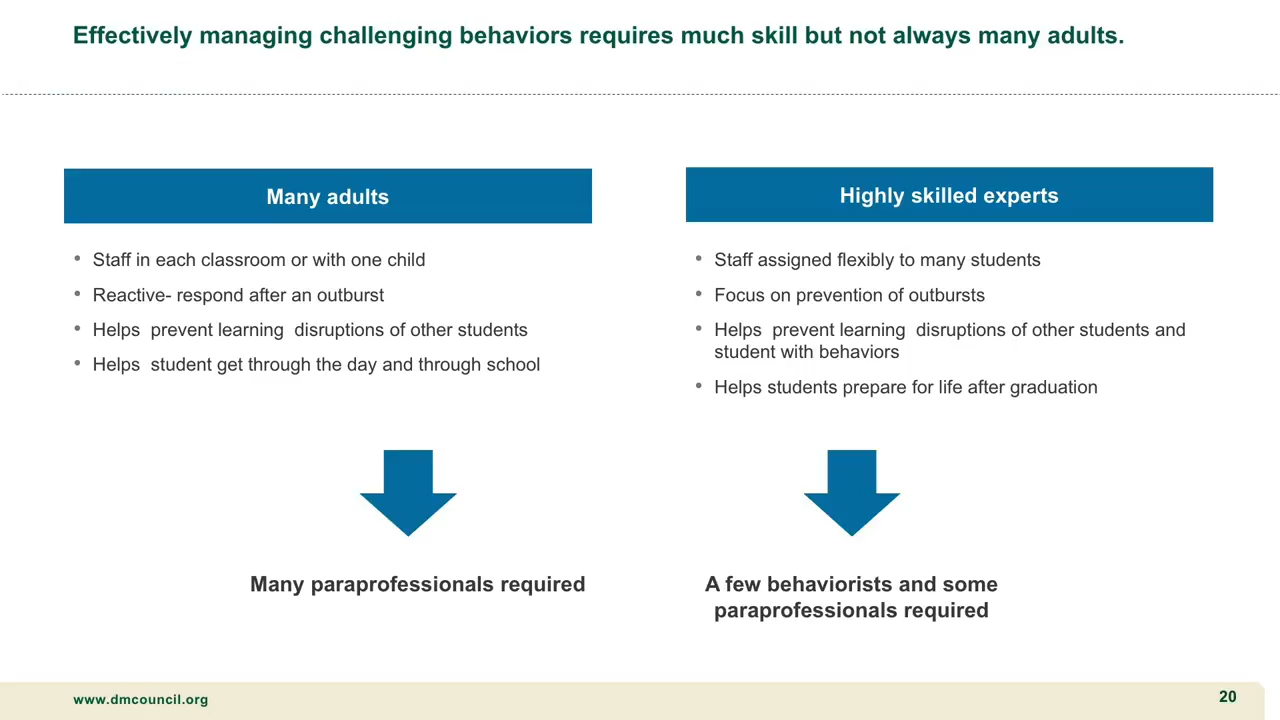 Effectively managing challenging behaviors requires much skill but not always many adults.
Many adults
• Staff in each classroom or with one child
• Reactive- respond after an outburst
• Helps  prevent learning  disruptions of other students
• Helps  student get through the day and through school
Many paraprofessionals required
Highly skilled experts
• Staff assigned flexibly to many students
• Focus on prevention of outbursts
• Helps  prevent learning  disruptions of other students and
student with behaviors
• Helps students prepare for life after graduation
A few behaviorists and some
paraprofessionals required
www.dmcouncil.org
20